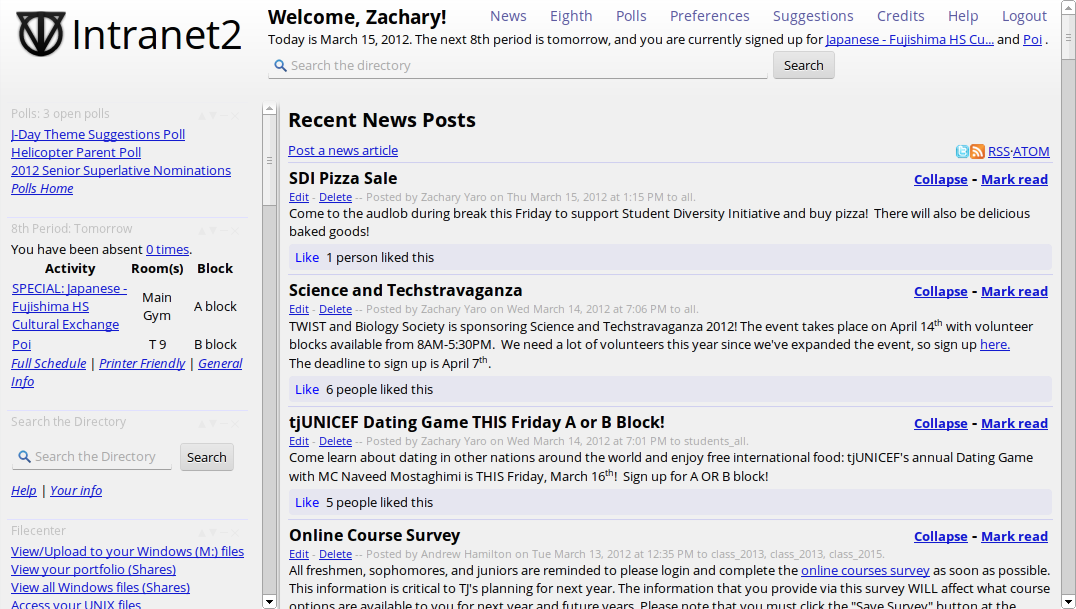 Intranet2
Welcome, Zachary!
News Eighth Polls Preferences Suggestions Credits Help Logout
Today is March 15, 2012. The next 8th period is tomorrow, and you are currently signed up for Japanese - Fujishima HS Cu... and Poi .
Search the directory Search
Polls: 3 open polls
J-Day Theme Suggestions Poll
Helicopter Parent Poll
2012 Senior Superlative Nominations
Polls Home
8th Period: Tomorrow
You have been absent 0 times.
Activity Room(s) Block
SPECIAL: Japanese -
Fujishima HS
Cultural Exchange
Main
Gym
A block
Poi T 9 B block
Full Schedule | Printer Friendly | General
Info
Search the Directory
Search the Directory Search
Help | Your info
Filecenter
View/Upload to your Windows (M:) files
View your portfolio (Shares)
View all Windows files (Shares)
Access your UNIX files
Recent News Posts
Post a news article
RSS·ATOM
SDI Pizza Sale
Collapse - Mark read
Edit - Delete -- Posted by Zachary Yaro on Thu March 15, 2012 at 1:15 PM to all.
Come to the audlob during break this Friday to support Student Diversity Initiative and buy pizza! There will also be delicious
baked goods!
Like 1 person liked this
Science and Techstravaganza
Collapse - Mark read
Edit - Delete -- Posted by Zachary Yaro on Wed March 14, 2012 at 7:06 PM to all.
TWIST and Biology Society is sponsoring Science and Techstravaganza 2012! The event takes place on April 14th with volunteer
blocks available from 8AM-5:30PM. We need a lot of volunteers this year since we've expanded the event, so sign up here.
The deadline to sign up is April 7th.
Like 6 people liked this
tjUNICEF Dating Game THIS Friday A or B Block!
Collapse - Mark read
Edit - Delete -- Posted by Zachary Yaro on Wed March 14, 2012 at 7:01 PM to students_all.
Come learn about dating in other nations around the world and enjoy free international food: tjUNICEF's annual Dating Game
with MC Naveed Mostaghimi is THIS Friday, March 16th! Sign up for A OR B block!
Like 5 people liked this
Online Course Survey
Collapse - Mark read
Edit - Delete -- Posted by Andrew Hamilton on Tue March 13, 2012 at 12:35 PM to class_2013, class_2013, class_2015.
All freshmen, sophomores, and juniors are reminded to please login and complete the online courses survey as soon as possible.
This information is critical to TJ's planning for next year. The information that you provide via this survey WILL affect what course
options are available to you for next year and future years. Please note that you must click the "Save Survey" button at the